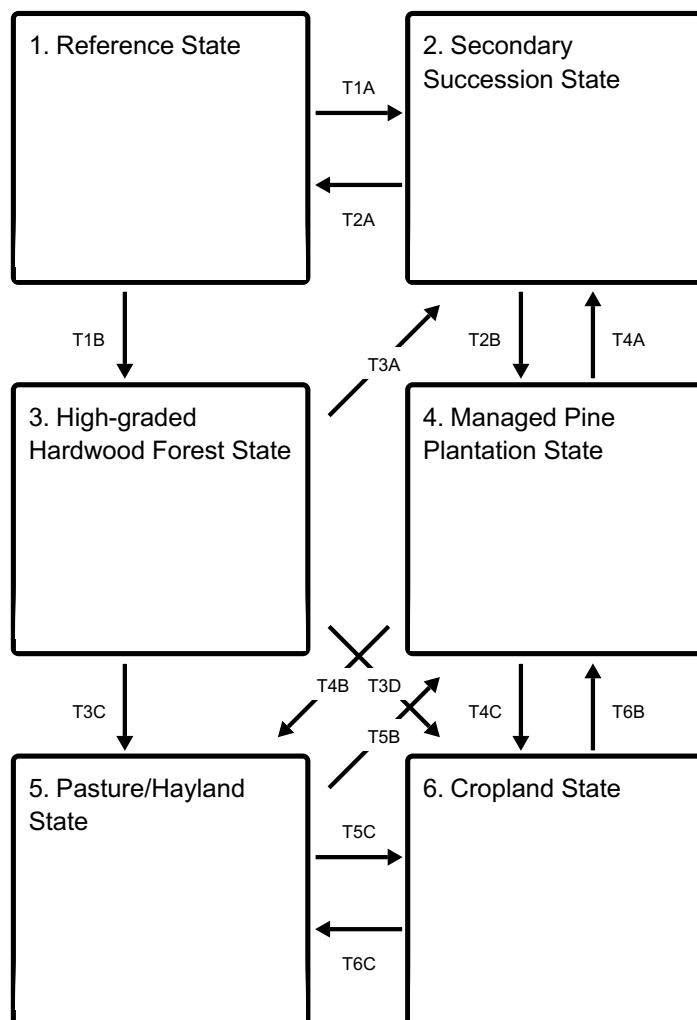 1. Reference State
2. Secondary
Succession State
T1A
T2A
T1B
T3A
T2B
T4A
3. High-graded
Hardwood Forest State
4. Managed Pine
Plantation State
T3C
T4B
T3D
T5B
T4C
T6B
5. Pasture/Hayland
State
6. Cropland State
T5C
T6C